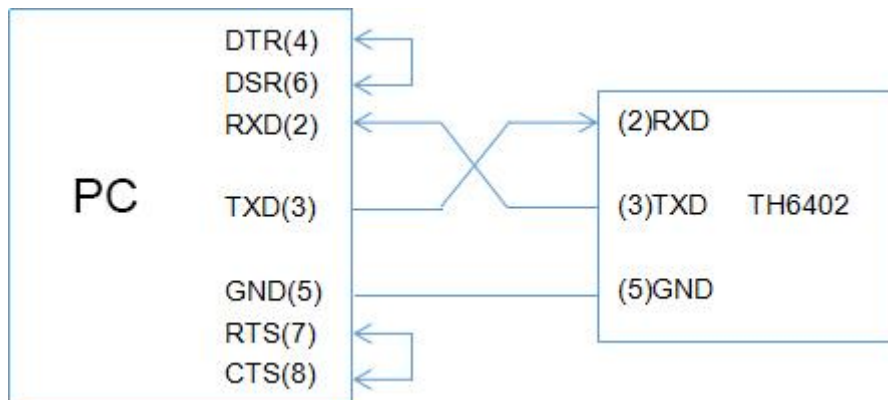 DTR(4)
DSR(6)
RXD(2)
(2)RXD
PC
TXD(3)
(3)TXD
TH6402
GND(5)
(5)GND
RTS(7)
CTS(8)